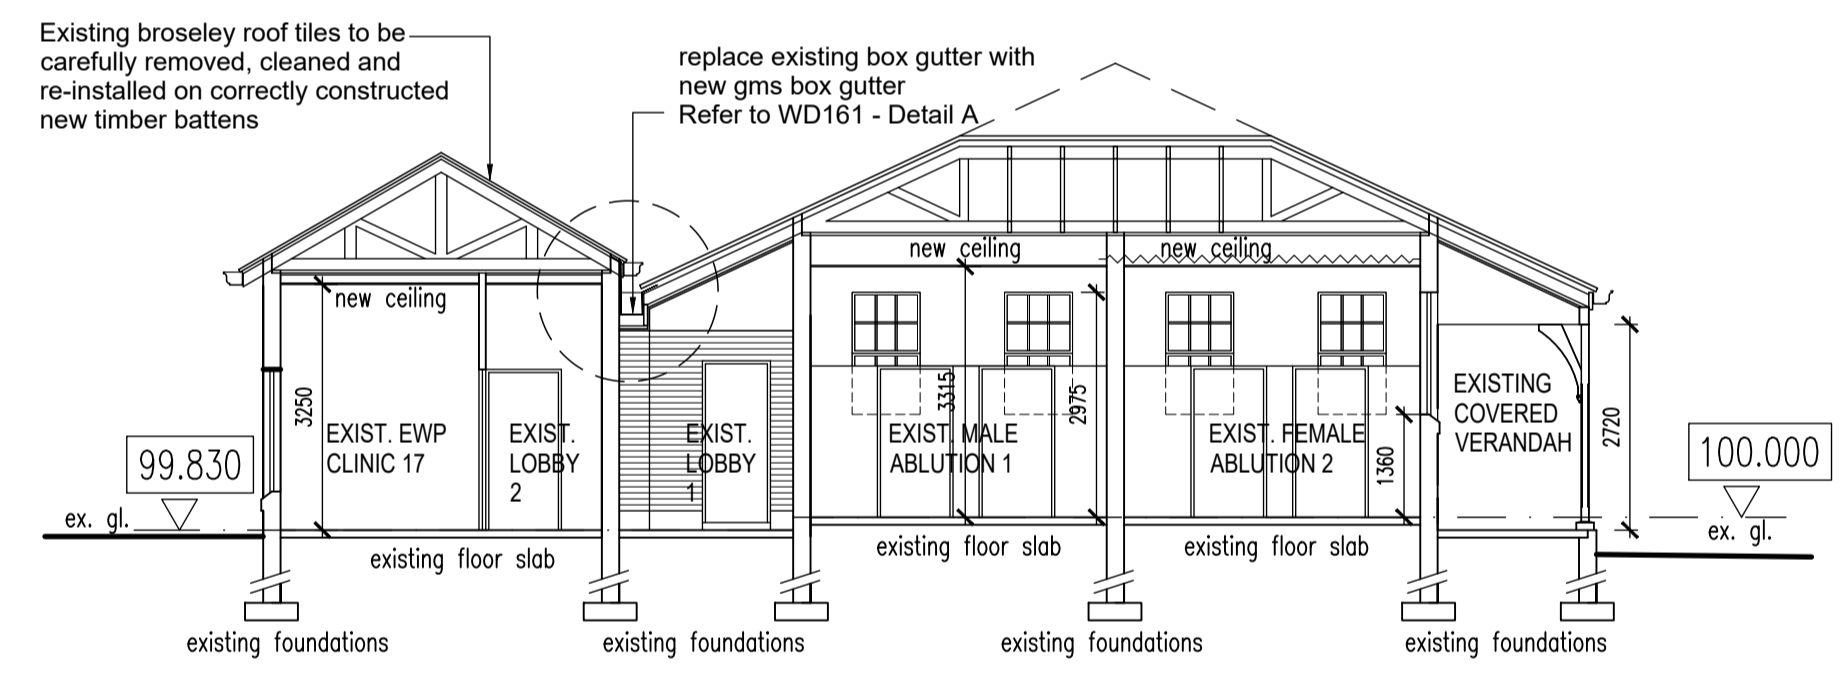 Existing broseley roof tiles to be
carefully removed, cleaned and
re-installed on correctly constructed
new timber battens
replace existing box gutter with
new gms box gutter
Refer to WD161 - Detail A
new ceiling
new ceiling
new ceiling
3250
3315
2975
1360
2720
EXIST. EWP
CLINIC 17
EXIST.
LOBBY
2
EXIST.
LOBBY
1
EXIST. MALE
ABLUTION 1
EXIST. FEMALE
ABLUTION 2
EXISTING
COVERED
VERANDAH
99.830
100.000
ex. gl.
ex. gl.
existing floor slab
existing floor slab
existing floor slab
existing foundations
existing foundations
existing foundations
existing foundations